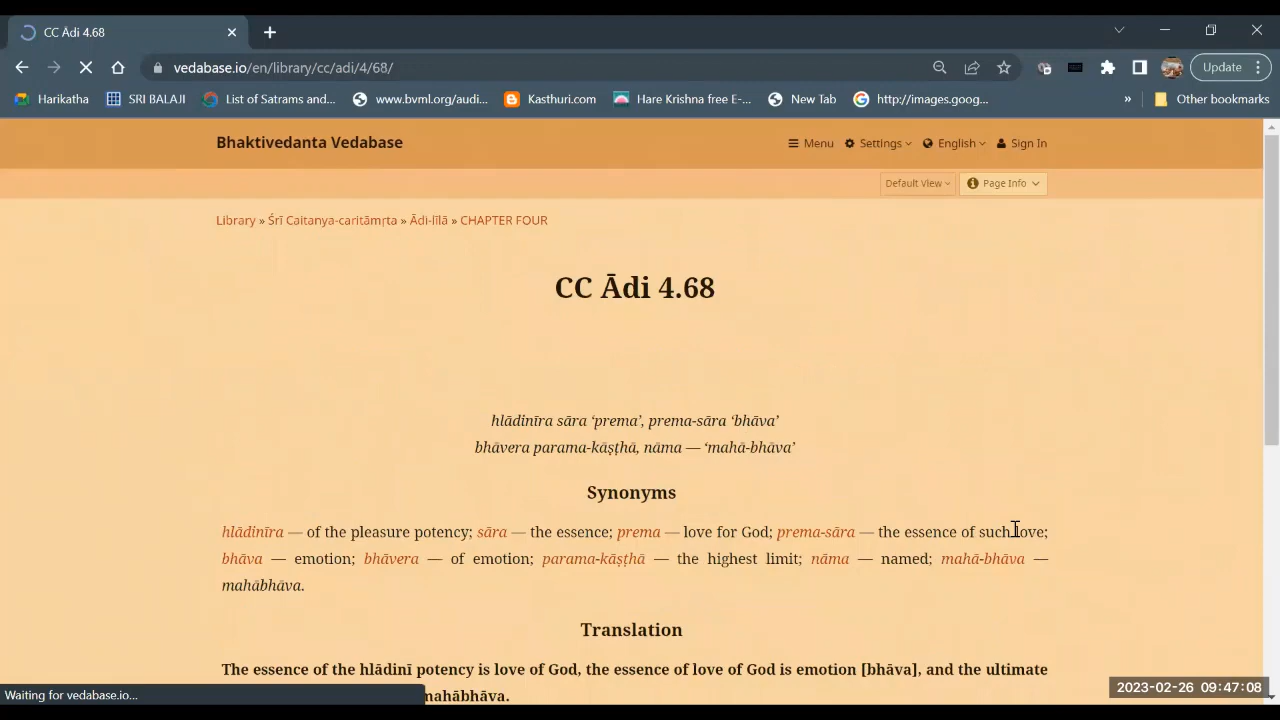 CC Ādi 4.68
vedabase.io/en/library/cc/adi/4/68/
Update
Harikatha
SRI BALAJI
List of Satrams and...
www.bvml.org/audi...
Kasthuri.com
Hare Krishna free E-...
New Tab
http://images.goog...
»
Other bookmarks
Bhaktivedanta Vedabase
Menu
Settings
English
Sign In
Default View
Page Info
Library » Śrī Caitanya-caritāmṛta » Ādi-līlā » CHAPTER FOUR
CC Ādi 4.68
hlādinīra sāra ‘prema’, prema-sāra ‘bhāva’
bhāvera parama-kāṣṭhā, nāma — ‘mahā-bhāva’
Synonyms
hlādinīra — of the pleasure potency; sāra — the essence; prema — love for God; prema-sāra — the essence of such love;
bhāva — emotion; bhāvera — of emotion; parama-kāṣṭhā — the highest limit; nāma — named; mahā-bhāva —
mahābhāva.
Translation
The essence of the hlādinī potency is love of God, the essence of love of God is emotion [bhāva], and the ultimate
mahābhāva.
Waiting for vedabase.io...
2023-02-26 09:47:08